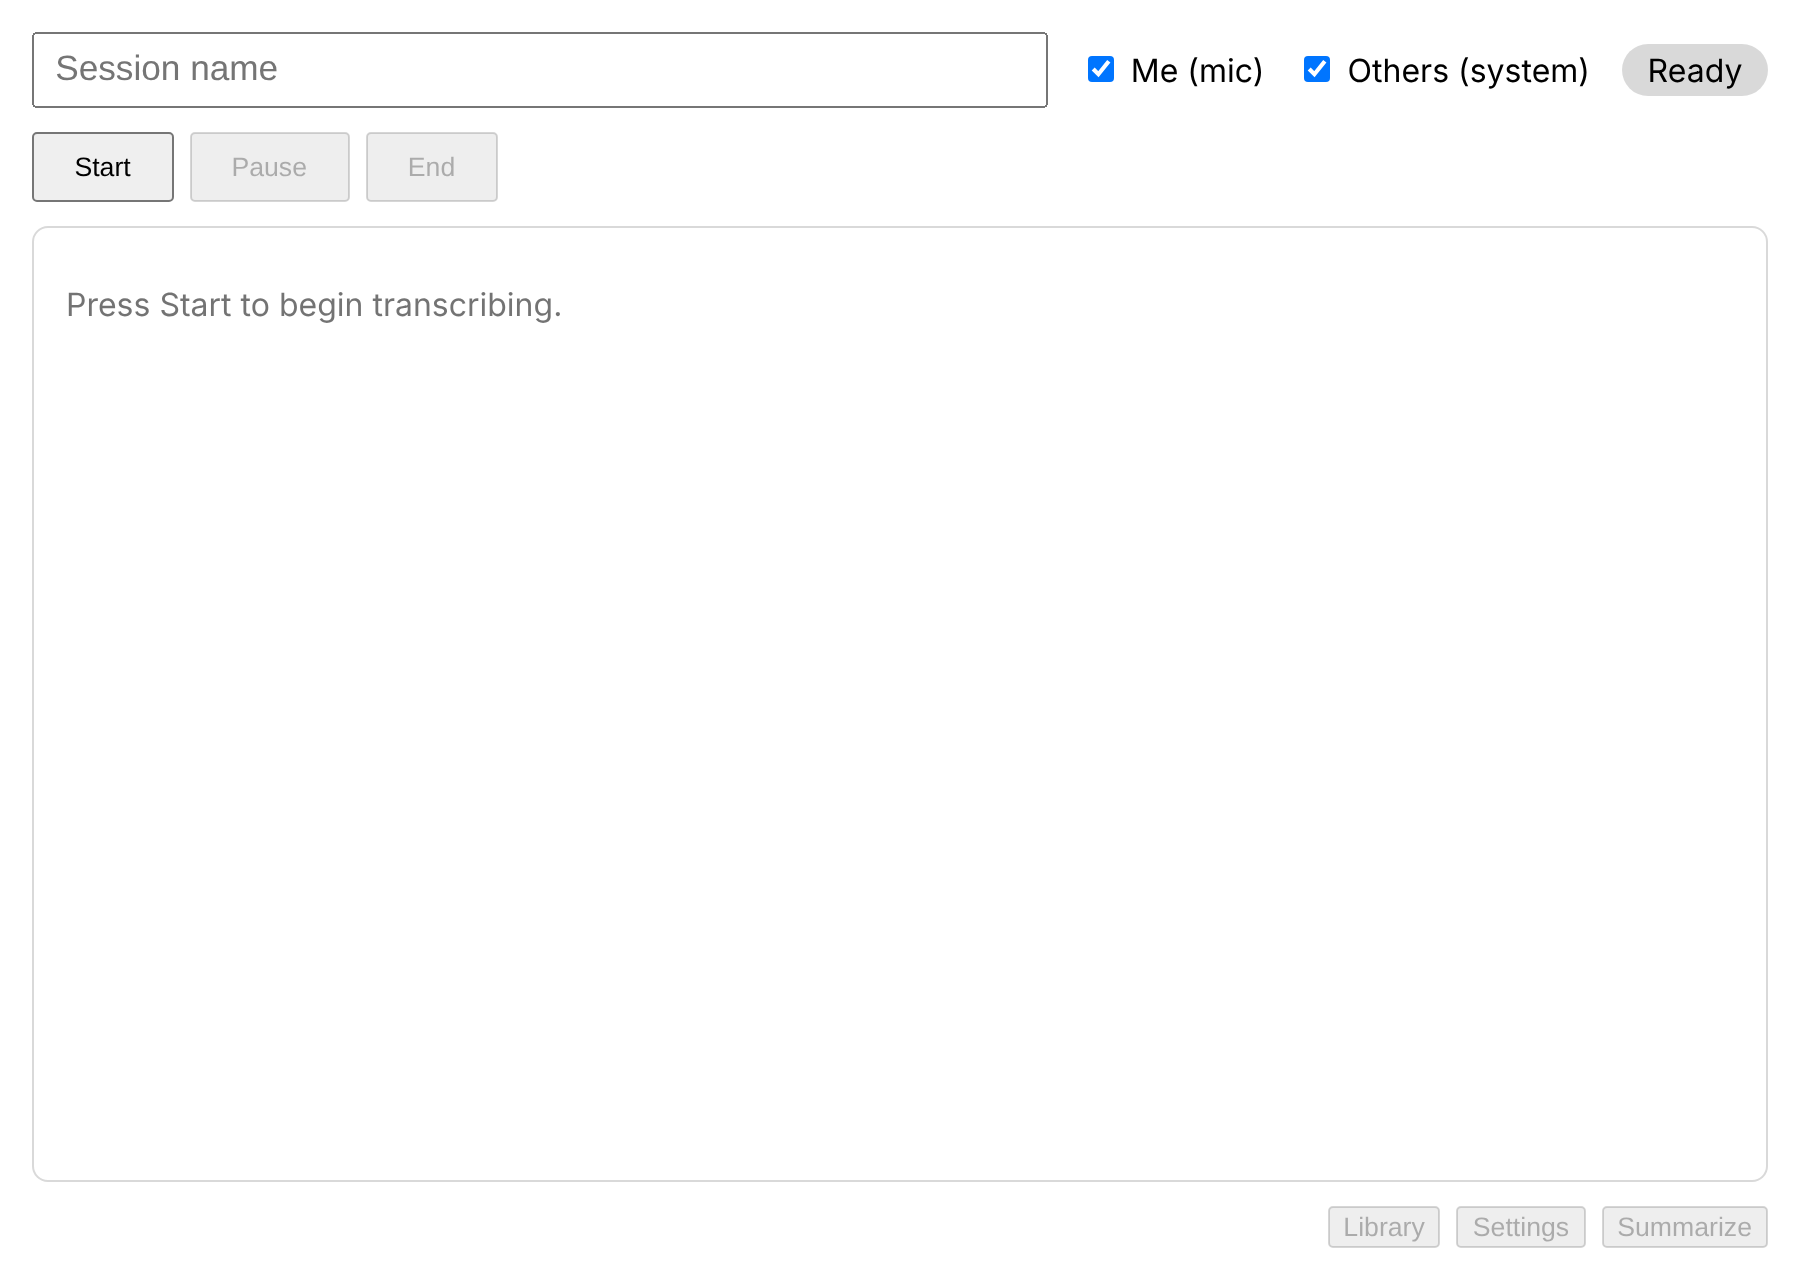 Session name
Me (mic) Others (system) Ready
Start Pause End
Press Start to begin transcribing.
Library Settings Summarize